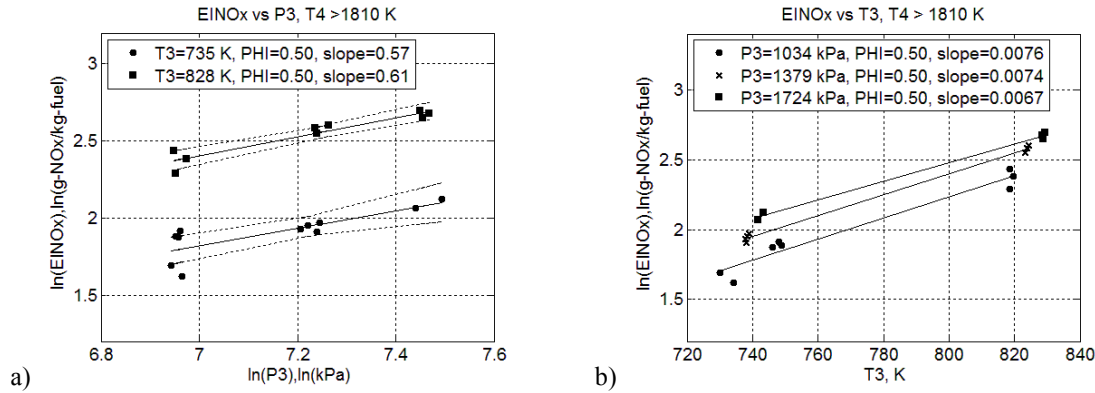 EINOx vs P3, T4 >1810 K
T3=735 K, PHI=0.50, slope=0.57
T3=828 K, PHI=0.50, slope=0.61
ln(EINOx),ln(g-NOx/kg-fuel)
3
2.5
2
1.5
6.8
7
7.2
7.4
7.6
ln(P3),ln(kPa)
a)
EINOx vs T3, T4 > 1810 K
P3=1034 kPa, PHI=0.50, slope=0.0076
P3=1379 kPa, PHI=0.50, slope=0.0074
P3=1724 kPa, PHI=0.50, slope=0.0067
ln(EINOx),ln(g-NOx/kg-fuel)
3
2.5
2
1.5
720
740
760
780
800
820
840
T3, K
b)